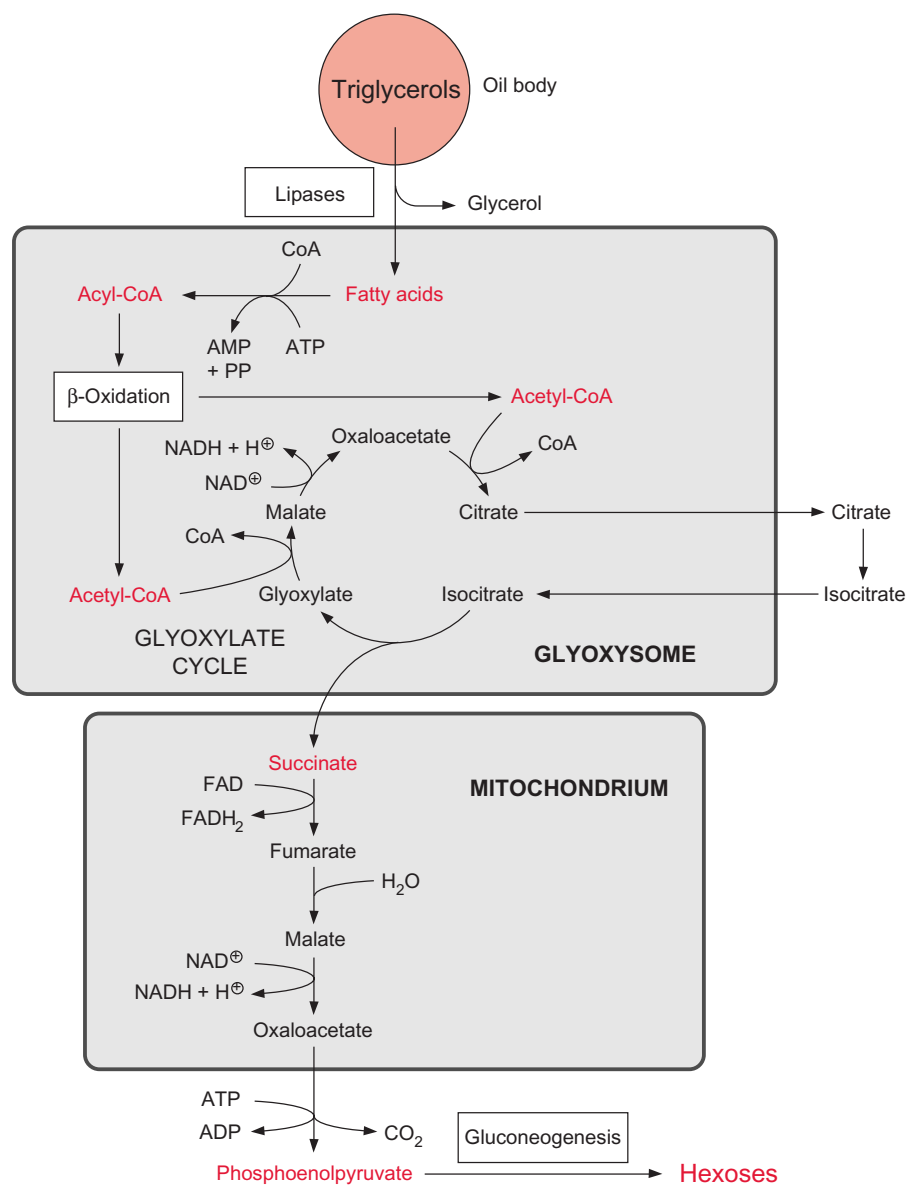 Triglycerols
Oil body
Lipases
Glycerol
CoA
Acyl-CoA
Fatty acids
AMP
+ PP
ATP
β-Oxidation
Acetyl-CoA
Oxaloacetate
NADH + H⊕
CoA
NAD⊕
Malate
Citrate
Citrate
CoA
Acetyl-CoA
Glyoxylate
Isocitrate
Isocitrate
GLYOXYLATE
CYCLE
GLYOXYSOME
Succinate
MITOCHONDRIUM
FAD
FADH₂
Fumarate
H₂O
Malate
NAD⊕
NADH + H⊕
Oxaloacetate
ATP
ADP
CO₂
Gluconeogenesis
Phosphoenolpyruvate
Hexoses